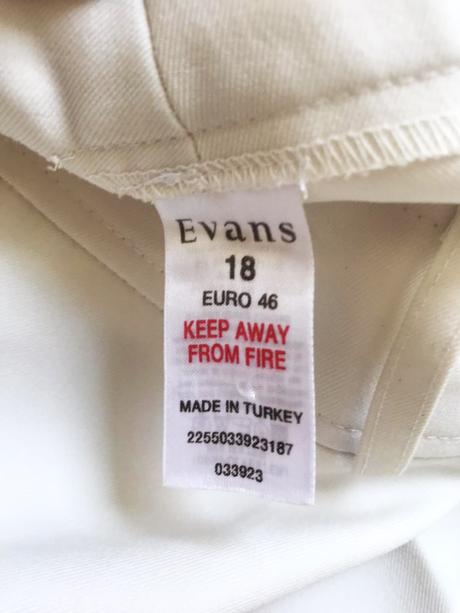 Evans
18
EURO 46
KEEP AWAY
FROM FIRE
MADE IN TURKEY
2255033923187
033923